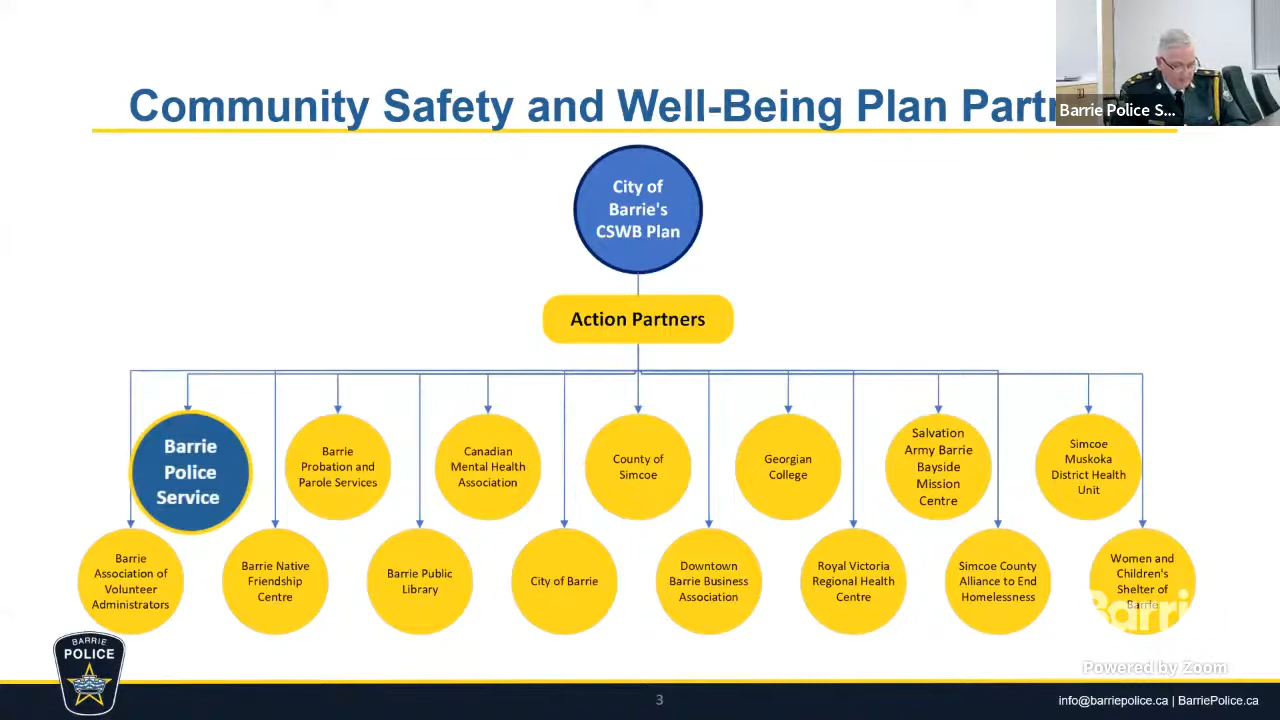 Community Safety and Well-Being Plan Part
Barrie Police S...
City of
Barrie's
CSWB Plan
Action Partners
Barrie
Police
Service
Barrie
Probation and
Parole Services
Canadian
Mental Health
Association
County of
Simcoe
Georgian
College
Salvation
Army Barrie
Bayside
Mission
Centre
Simcoe
Muskoka
District Health
Unit
Barrie
Association of
Volunteer
Administrators
Barrie Native
Friendship
Centre
Barrie Public
Library
City of Barrie
Downtown
Barrie Business
Association
Royal Victoria
Regional Health
Centre
Simcoe County
Alliance to End
Homelessness
Women and
Children's
Shelter of
Barrie
Barrie
Powered by Zoom
BARRIE
POLICE
3
info@barriepolice.ca | BarriePolice.ca